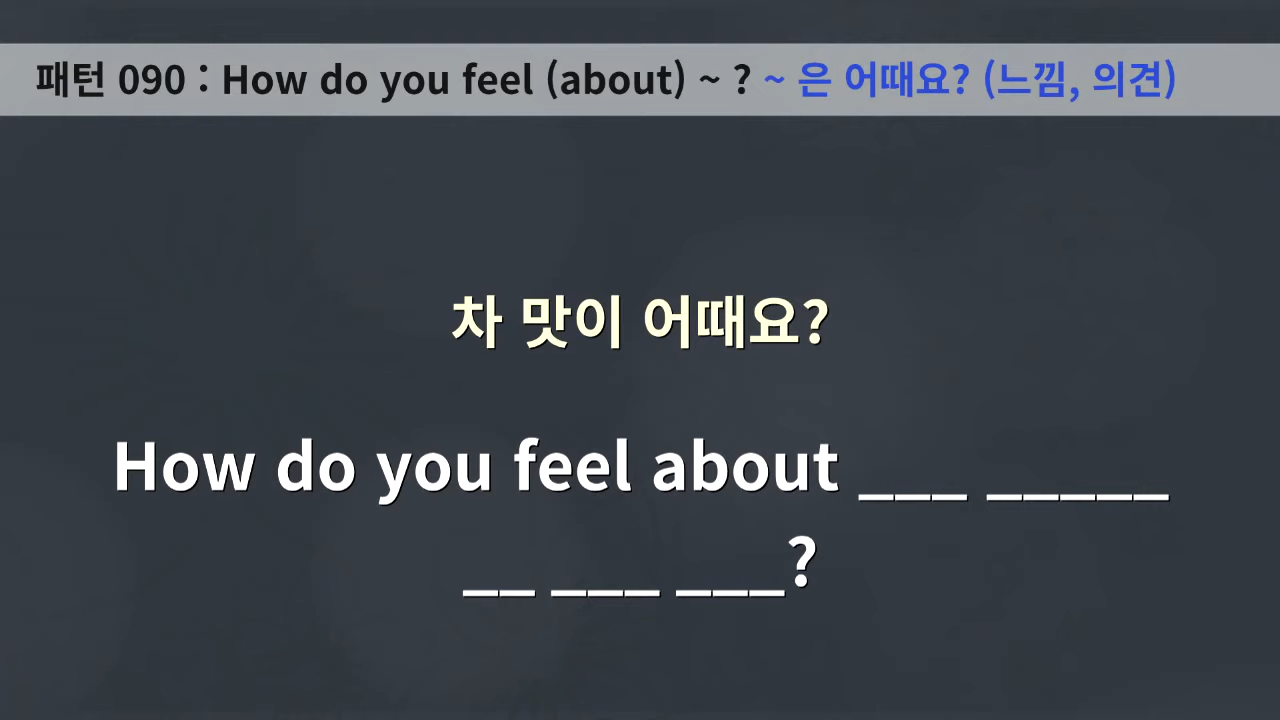 패턴 090 : How do you feel (about) ~ ? ~ 은 어때요? (느낌, 의견)
차 맛이 어때요?
How do you feel about ___ _____
__ ___ ___?